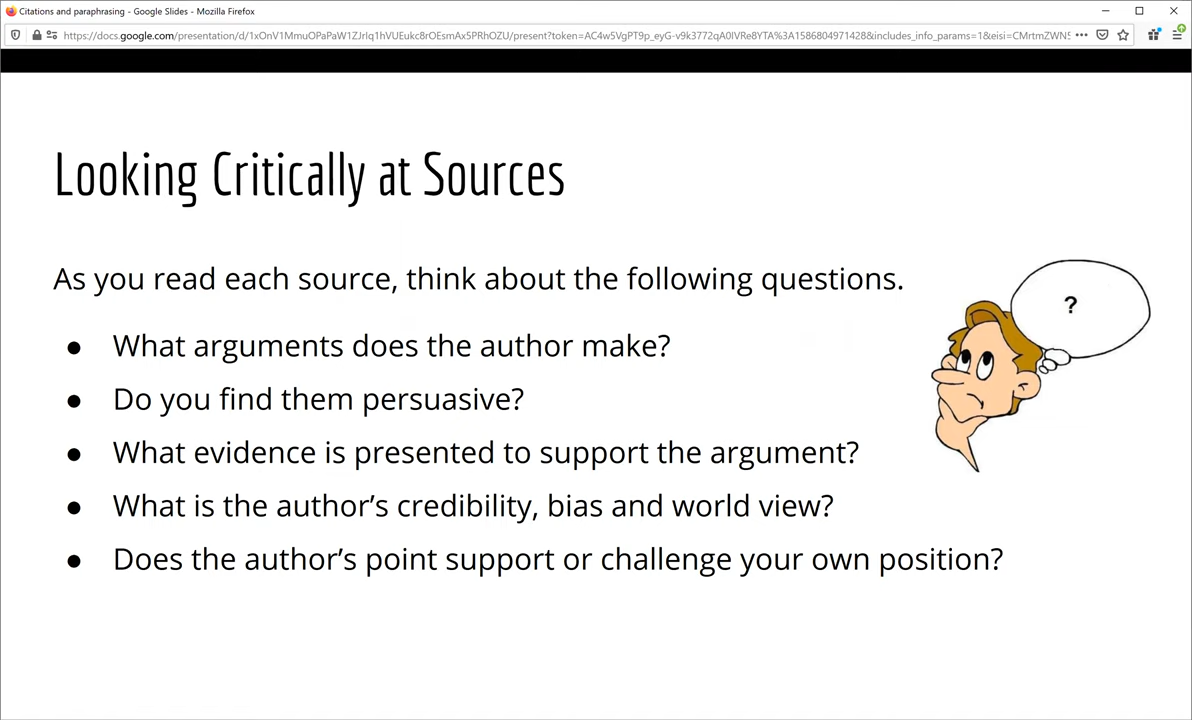 Citations and paraphrasing - Google Slides - Mozilla Firefox
https://docs.google.com/presentation/d/1xOnV1MmuOPaPaW1ZJrIq1hVUEukc8rOEsmAx5PRhOZU/present?token=AC4w5VgPT9p_eyG-v9k3772qA0IVRe8YTA%3A1586804971428&includes_info_params=1&eisi=CMrtmZWN5
Looking Critically at Sources
As you read each source, think about the following questions.
● What arguments does the author make?
● Do you find them persuasive?
● What evidence is presented to support the argument?
● What is the author’s credibility, bias and world view?
● Does the author’s point support or challenge your own position?
?